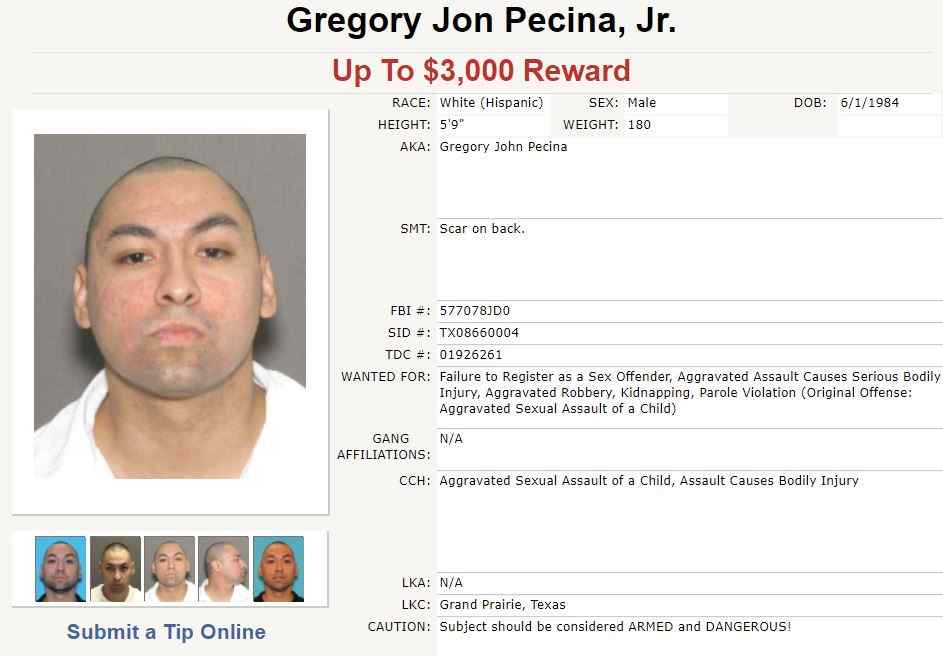 Gregory Jon Pecina, Jr.
Up To $3,000 Reward
RACE: White (Hispanic) SEX: Male DOB: 6/1/1984
HEIGHT: 5'9" WEIGHT: 180
AKA: Gregory John Pecina
SMT: Scar on back.
FBI #: 577078JD0
SID #: TX08660004
TDC #: 01926261
WANTED FOR: Failure to Register as a Sex Offender, Aggravated Assault Causes Serious Bodily
Injury, Aggravated Robbery, Kidnapping, Parole Violation (Original Offense:
Aggravated Sexual Assault of a Child)
GANG
AFFILIATIONS: N/A
CCH: Aggravated Sexual Assault of a Child, Assault Causes Bodily Injury
LKA: N/A
LKC: Grand Prairie, Texas
CAUTION: Subject should be considered ARMED and DANGEROUS!
Submit a Tip Online